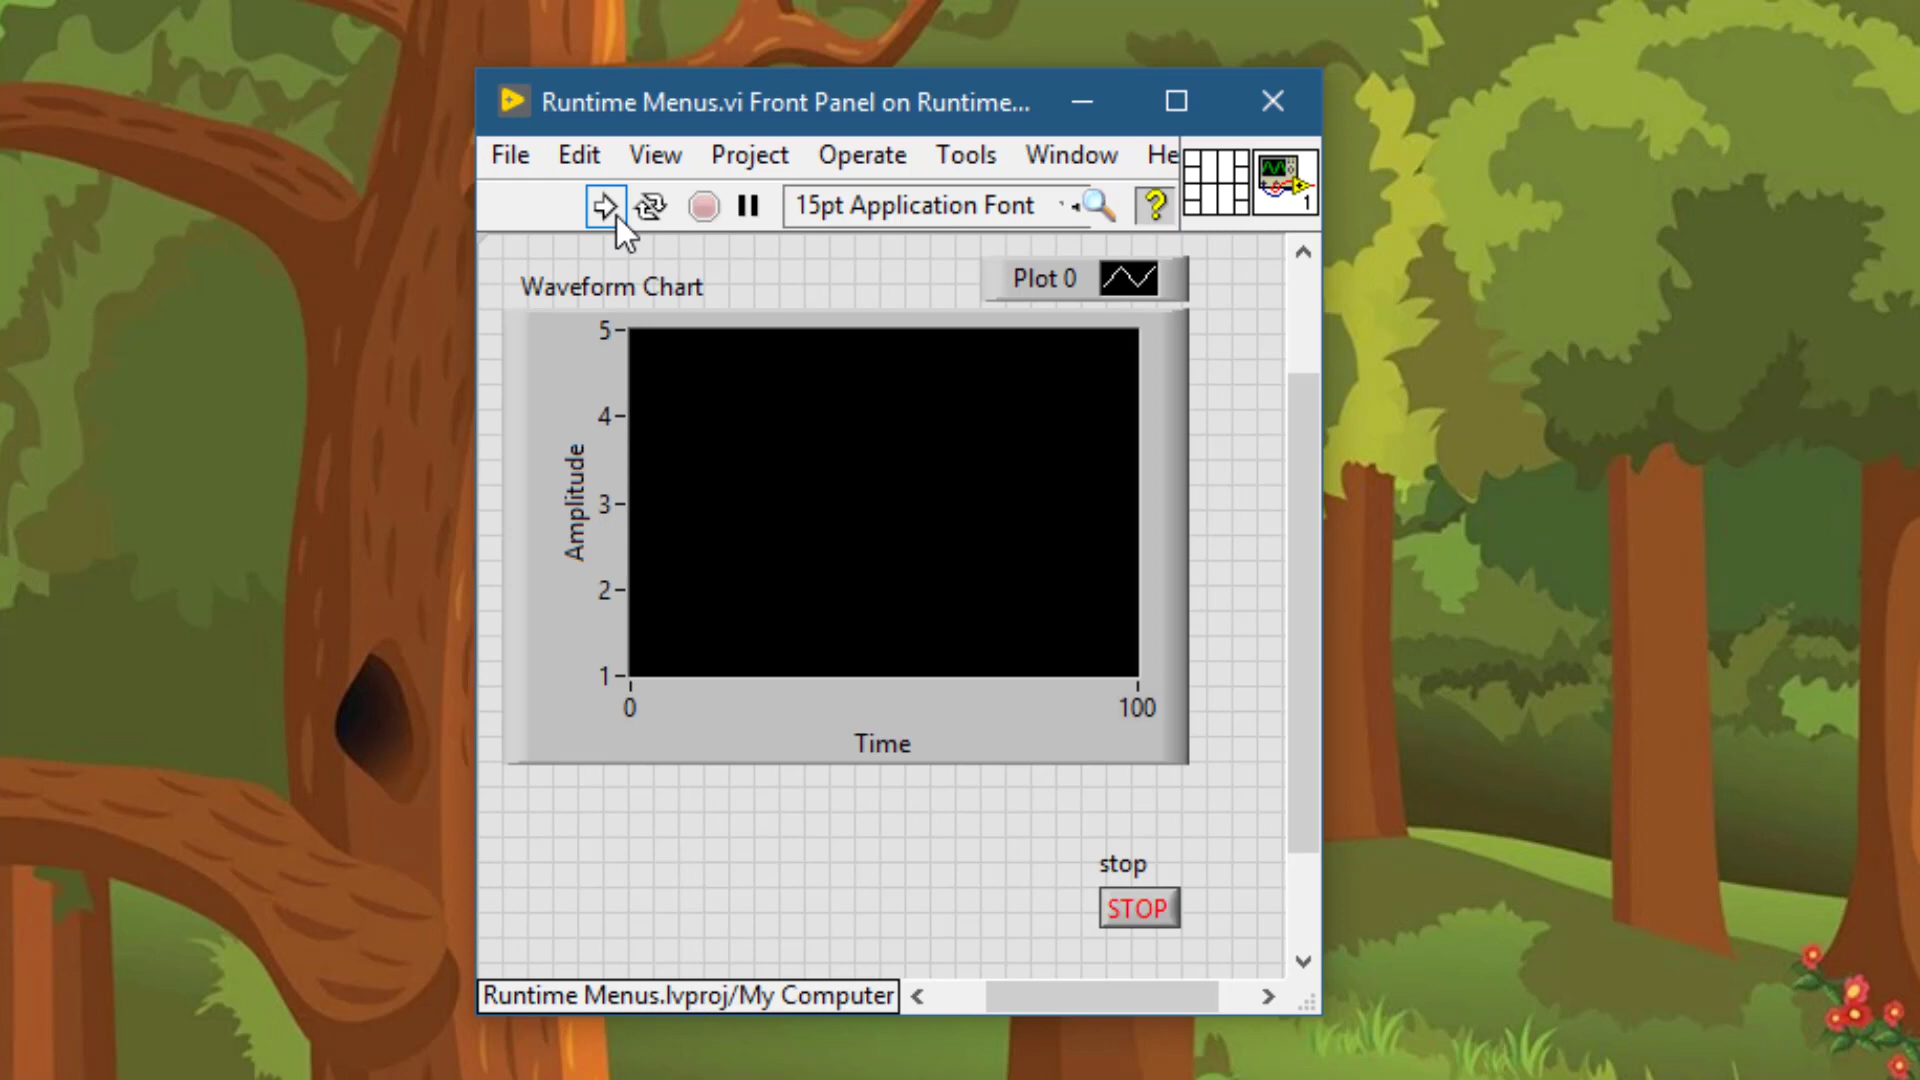 Runtime Menus.vi Front Panel on Runtime...
File Edit View Project Operate Tools Window He
15pt Application Font
?
1
Waveform Chart
Plot 0
5
4
3
2
1
Amplitude
0 100
Time
stop
STOP
Runtime Menus.lvproj/My Computer